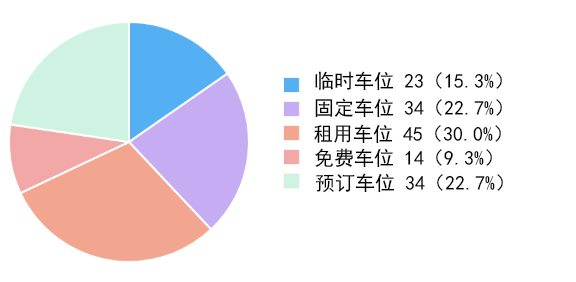 临时车位 23（15.3%）
固定车位 34（22.7%）
租用车位 45（30.0%）
免费车位 14（9.3%）
预订车位 34（22.7%）